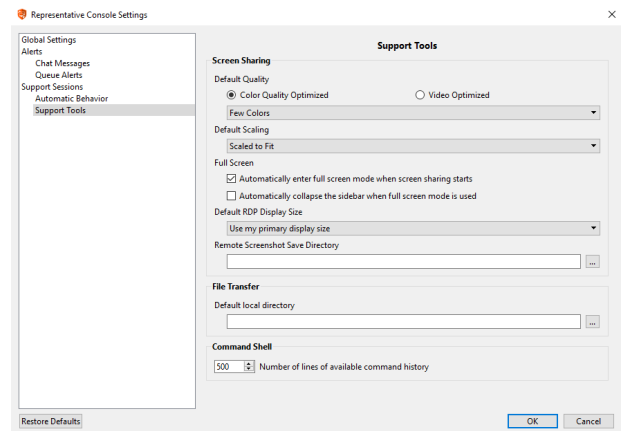 Representative Console Settings
Global Settings
Alerts
Chat Messages
Queue Alerts
Support Sessions
Automatic Behavior
Support Tools
Support Tools
Screen Sharing
Default Quality
Color Quality Optimized
Video Optimized
Few Colors
Default Scaling
Scaled to Fit
Full Screen
Automatically enter full screen mode when screen sharing starts
Automatically collapse the sidebar when full screen mode is used
Default RDP Display Size
Use my primary display size
Remote Screenshot Save Directory
...
File Transfer
Default local directory
...
Command Shell
500 Number of lines of available command history
Restore Defaults
OK
Cancel